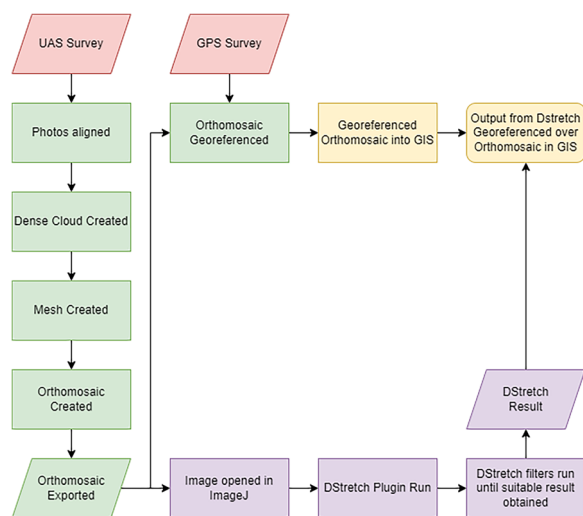 UAS Survey
GPS Survey
Photos aligned
Orthomosaic
Georeferenced
Georeferenced
Orthomosaic into GIS
Output from Dstretch
Georeferenced over
Orthomosaic in GIS
Dense Cloud Created
Mesh Created
Orthomosaic
Created
DStretch
Result
Orthomosaic
Exported
Image opened in
ImageJ
DStretch Plugin Run
DStretch filters run
until suitable result
obtained